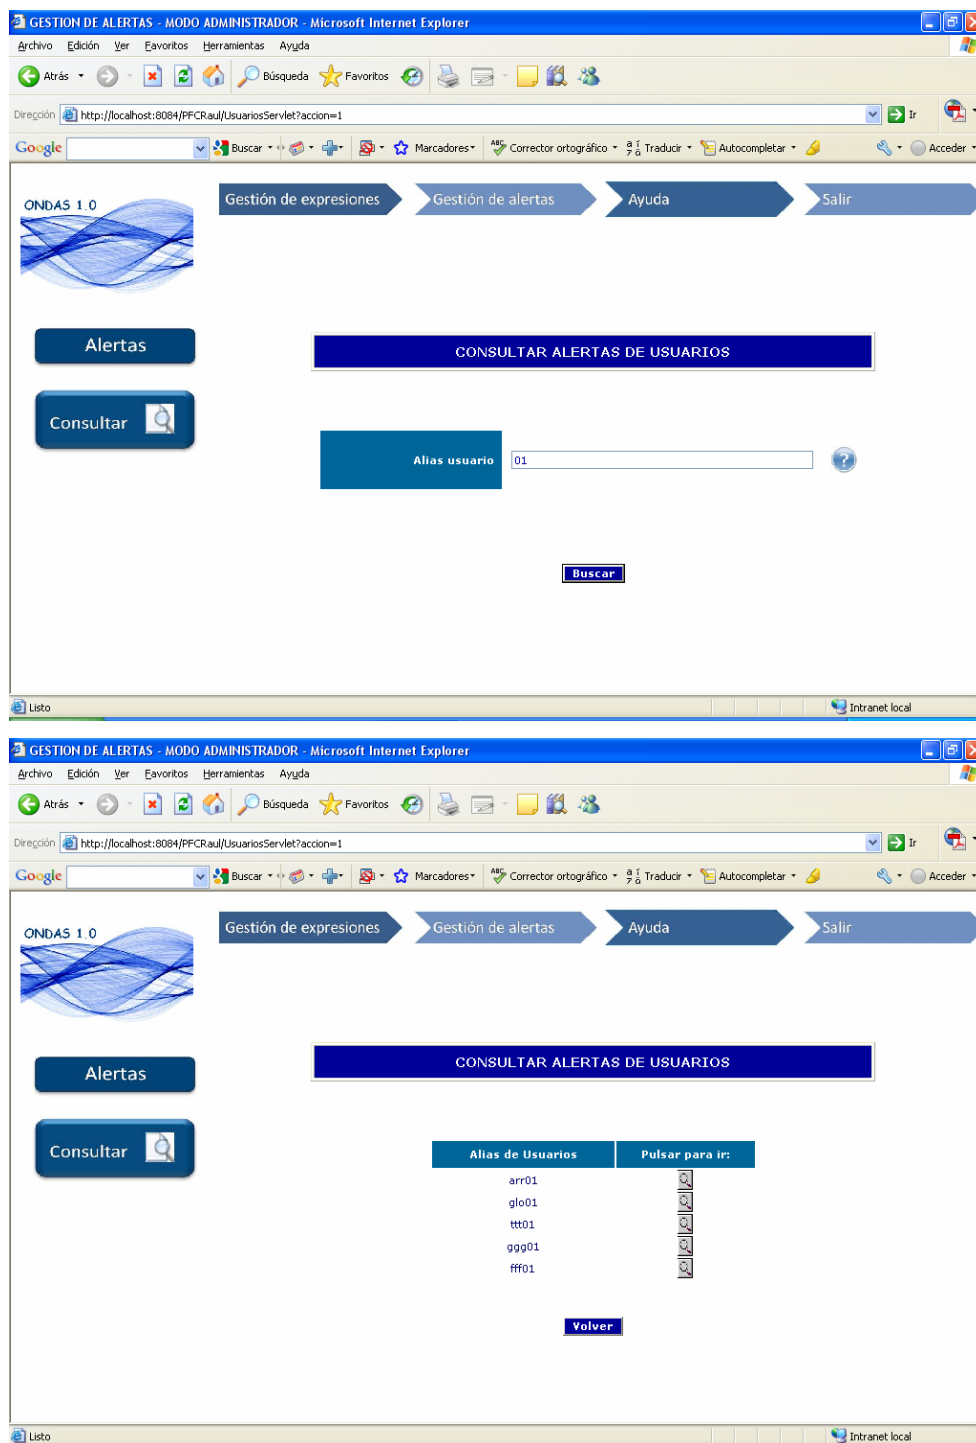 GESTION DE ALERTAS - MODO ADMINISTRADOR - Microsoft Internet Explorer
Archivo Edición Ver Favoritos Herramientas Ayuda
Atrás Búsqueda Favoritos
Dirección http://localhost:8084/PFCRaul/UsuariosServlet?accion=1 Ir
Google Buscar Marcadores ABC Corrector ortográfico Traducir Autocompletar Acceder
ONDAS 1.0
Gestión de expresiones Gestión de alertas Ayuda Salir
Alertas
CONSULTAR ALERTAS DE USUARIOS
Consultar
Alias usuario 01 ?
Buscar
Listo Intranet local
GESTION DE ALERTAS - MODO ADMINISTRADOR - Microsoft Internet Explorer
Archivo Edición Ver Favoritos Herramientas Ayuda
Atrás Búsqueda Favoritos
Dirección http://localhost:8084/PFCRaul/UsuariosServlet?accion=1 Ir
Google Buscar Marcadores ABC Corrector ortográfico Traducir Autocompletar Acceder
ONDAS 1.0
Gestión de expresiones Gestión de alertas Ayuda Salir
Alertas
CONSULTAR ALERTAS DE USUARIOS
Consultar
Alias de Usuarios Pulsar para ir:
arr01
glo01
ttt01
ggg01
fff01
Volver
Listo Intranet local